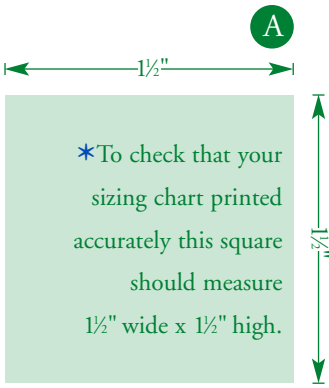 A
1½"
*To check that your
sizing chart printed
accurately this square
should measure
1½" wide x 1½" high.
1½"